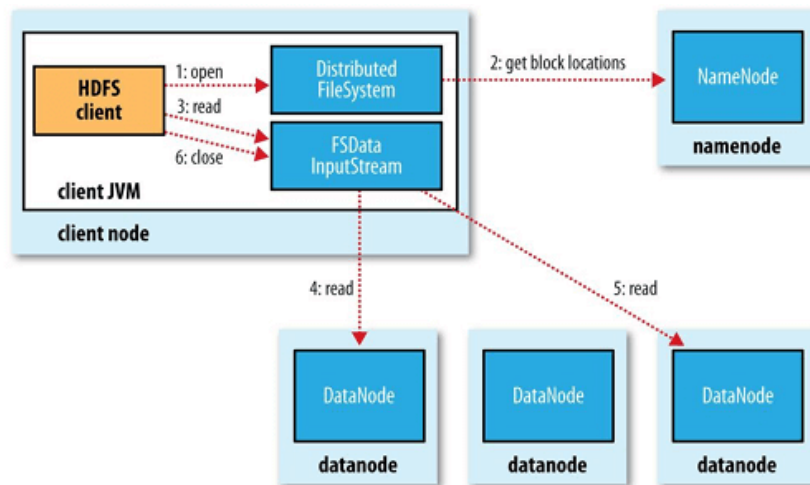 HDFS
client
1: open
3: read
6: close
Distributed
FileSystem
FSData
InputStream
2: get block locations
NameNode
namenode
client JVM
client node
4: read
5: read
DataNode
DataNode
DataNode
datanode
datanode
datanode